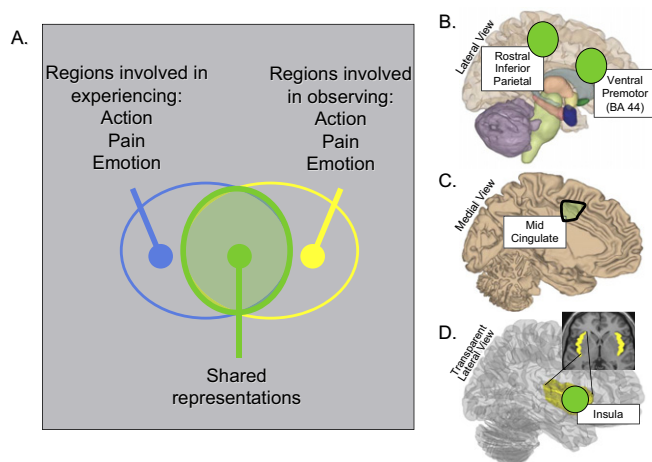 A.
Regions involved in
experiencing:
Action
Pain
Emotion
Regions involved
in observing:
Action
Pain
Emotion
Shared
representations
B.
Lateral View
Rostral
Inferior
Parietal
Ventral
Premotor
(BA 44)
C.
Medial View
Mid
Cingulate
D.
Transparent
Lateral View
Insula